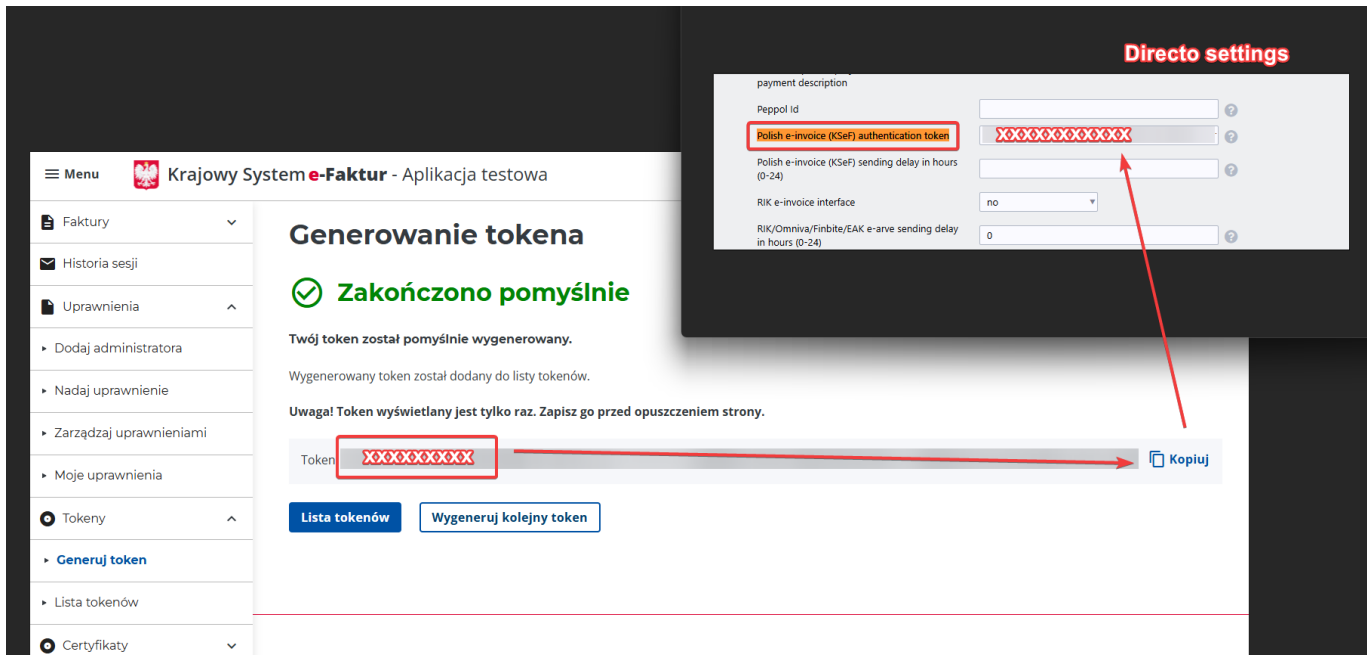 Directo settings
payment description
Peppol Id
Polish e-invoice (KSeF) authentication token
XXXXXXXXXXXX
Polish e-invoice (KSeF) sending delay in hours
(0-24)
RIK e-invoice interface
no
RIK/Omniva/Finbite/EAK e-arve sending delay
in hours (0-24)
0
Menu
Krajowy System e-Faktur - Aplikacja testowa
Faktury
Historia sesji
Uprawnienia
Dodaj administratora
Nadaj uprawnienie
Zarządzaj uprawnieniami
Moje uprawnienia
Tokeny
Generuj token
Lista tokenów
Certyfikaty
Generowanie tokena
Zakończono pomyślnie
Twój token został pomyślnie wygenerowany.
Wygenerowany token został dodany do listy tokenów.
Uwaga! Token wyświetlany jest tylko raz. Zapisz go przed opuszczeniem strony.
Token XXXXXXXXXX
Kopiuj
Lista tokenów
Wygeneruj kolejny token